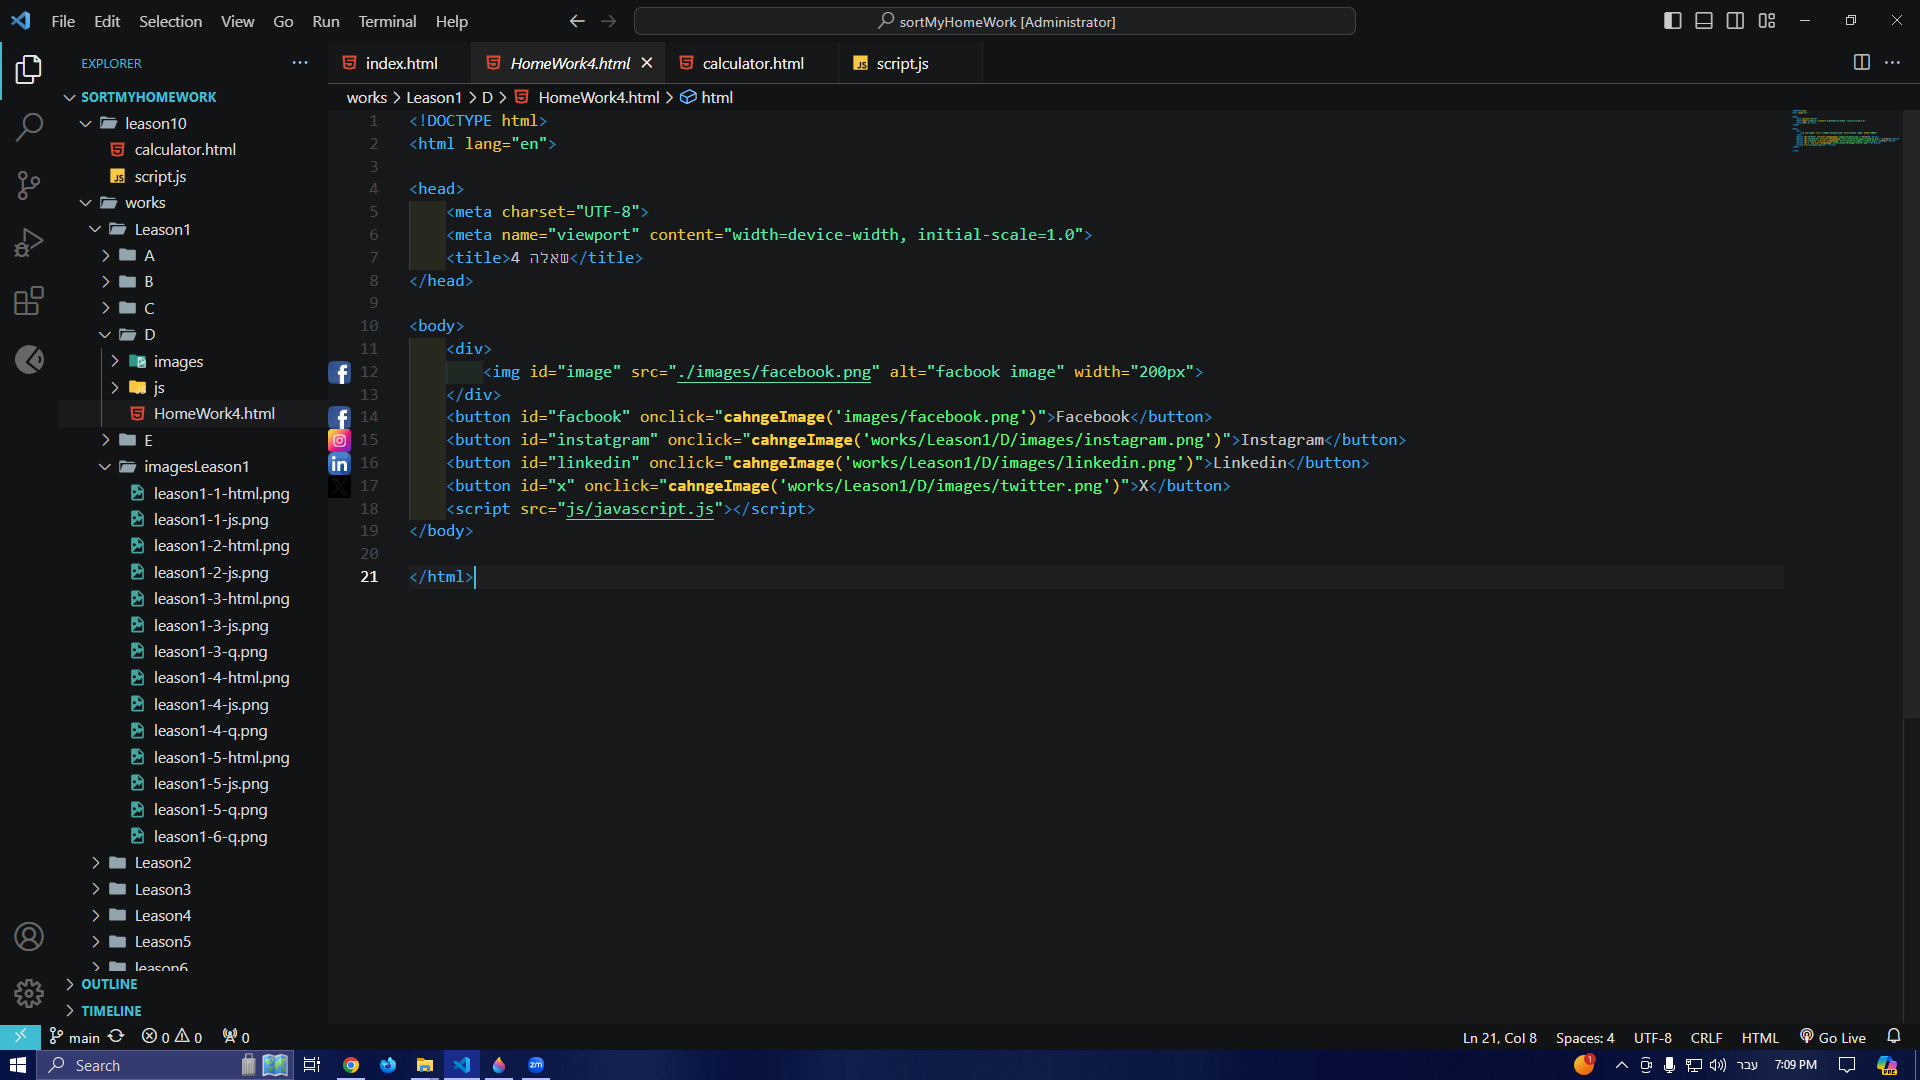 File Edit Selection View Go Run Terminal Help
sortMyHomeWork [Administrator]
EXPLORER
index.html
HomeWork4.html
calculator.html
script.js
SORTMYHOMEWORK
works > Leason1 > D > HomeWork4.html > html
leason10
calculator.html
script.js
works
Leason1
A
B
C
D
images
js
HomeWork4.html
E
imagesLeason1
leason1-1-html.png
leason1-1-js.png
leason1-2-html.png
leason1-2-js.png
leason1-3-html.png
leason1-3-js.png
leason1-3-q.png
leason1-4-html.png
leason1-4-js.png
leason1-4-q.png
leason1-5-html.png
leason1-5-js.png
leason1-5-q.png
leason1-6-q.png
Leason2
Leason3
Leason4
Leason5
leason6
OUTLINE
TIMELINE
1 <!DOCTYPE html>
2 <html lang="en">
3
4 <head>
5 <meta charset="UTF-8">
6 <meta name="viewport" content="width=device-width, initial-scale=1.0">
7 <title>שאלה 4</title>
8 </head>
9
10 <body>
11 <div>
12 <img id="image" src="./images/facebook.png" alt="facbook image" width="200px">
13 </div>
14 <button id="facbook" onclick="cahngeImage('images/facebook.png')">Facebook</button>
15 <button id="instatgram" onclick="cahngeImage('works/Leason1/D/images/instagram.png')">Instagram</button>
16 <button id="linkedin" onclick="cahngeImage('works/Leason1/D/images/linkedin.png')">Linkedin</button>
17 <button id="x" onclick="cahngeImage('works/Leason1/D/images/twitter.png')">X</button>
18 <script src="js/javascript.js"></script>
19 </body>
20
21 </html>
main 0 0 0
Ln 21, Col 8 Spaces: 4 UTF-8 CRLF HTML Go Live
Search
zm
1
עבר
7:09 PM
PRE